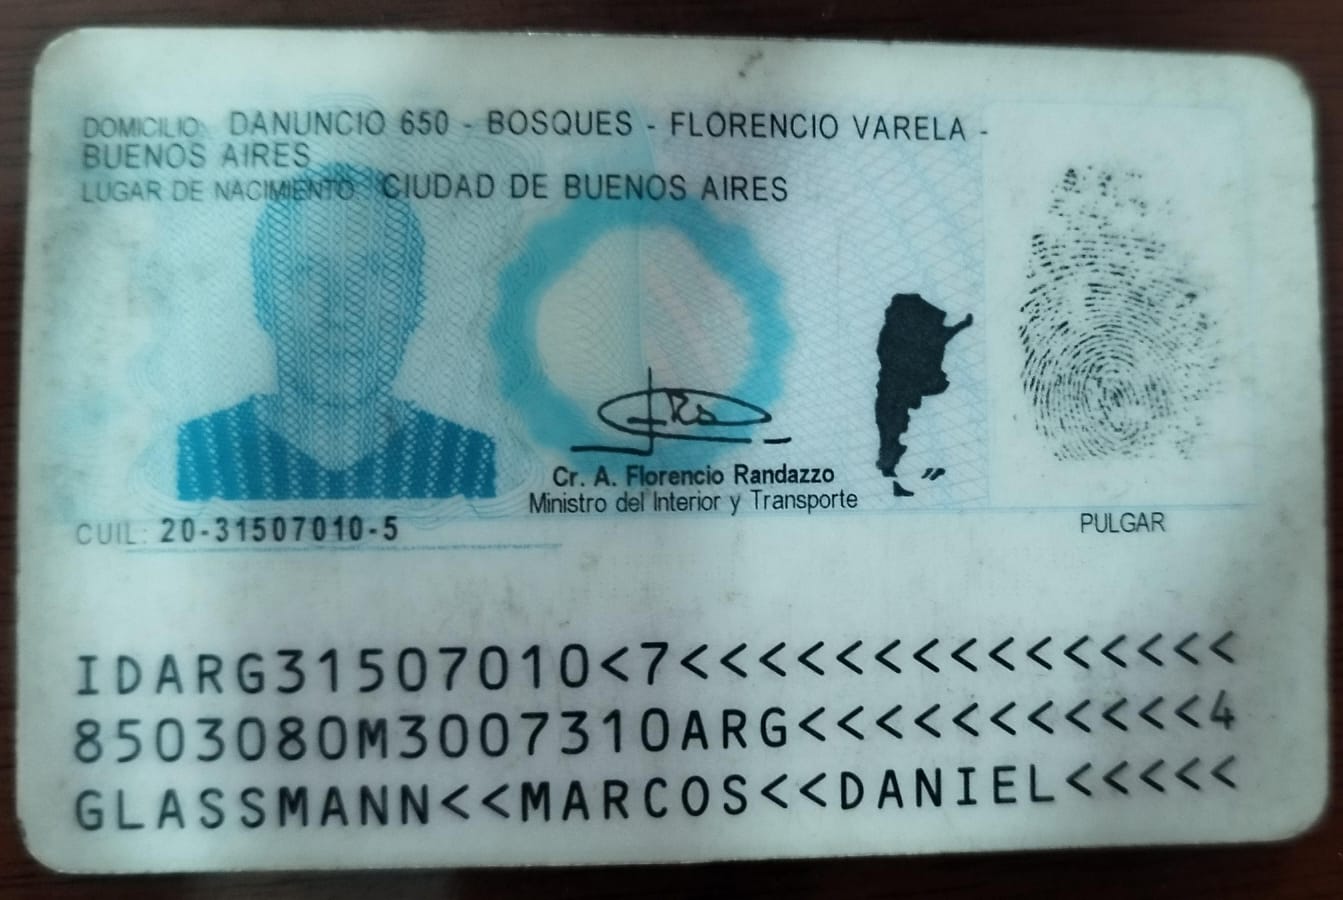 DOMICILIO: DANUNCIO 650 - BOSQUES - FLORENCIO VARELA -
BUENOS AIRES
LUGAR DE NACIMIENTO: CIUDAD DE BUENOS AIRES
Cr. A. Florencio Randazzo
Ministro del Interior y Transporte
CUIL: 20-31507010-5
PULGAR
IDARG31507010<7<<<<<<<<<<<<<<<
8503080M3007310ARG<<<<<<<<<<<4
GLASSMANN<<MARCOS<<DANIEL<<<<<